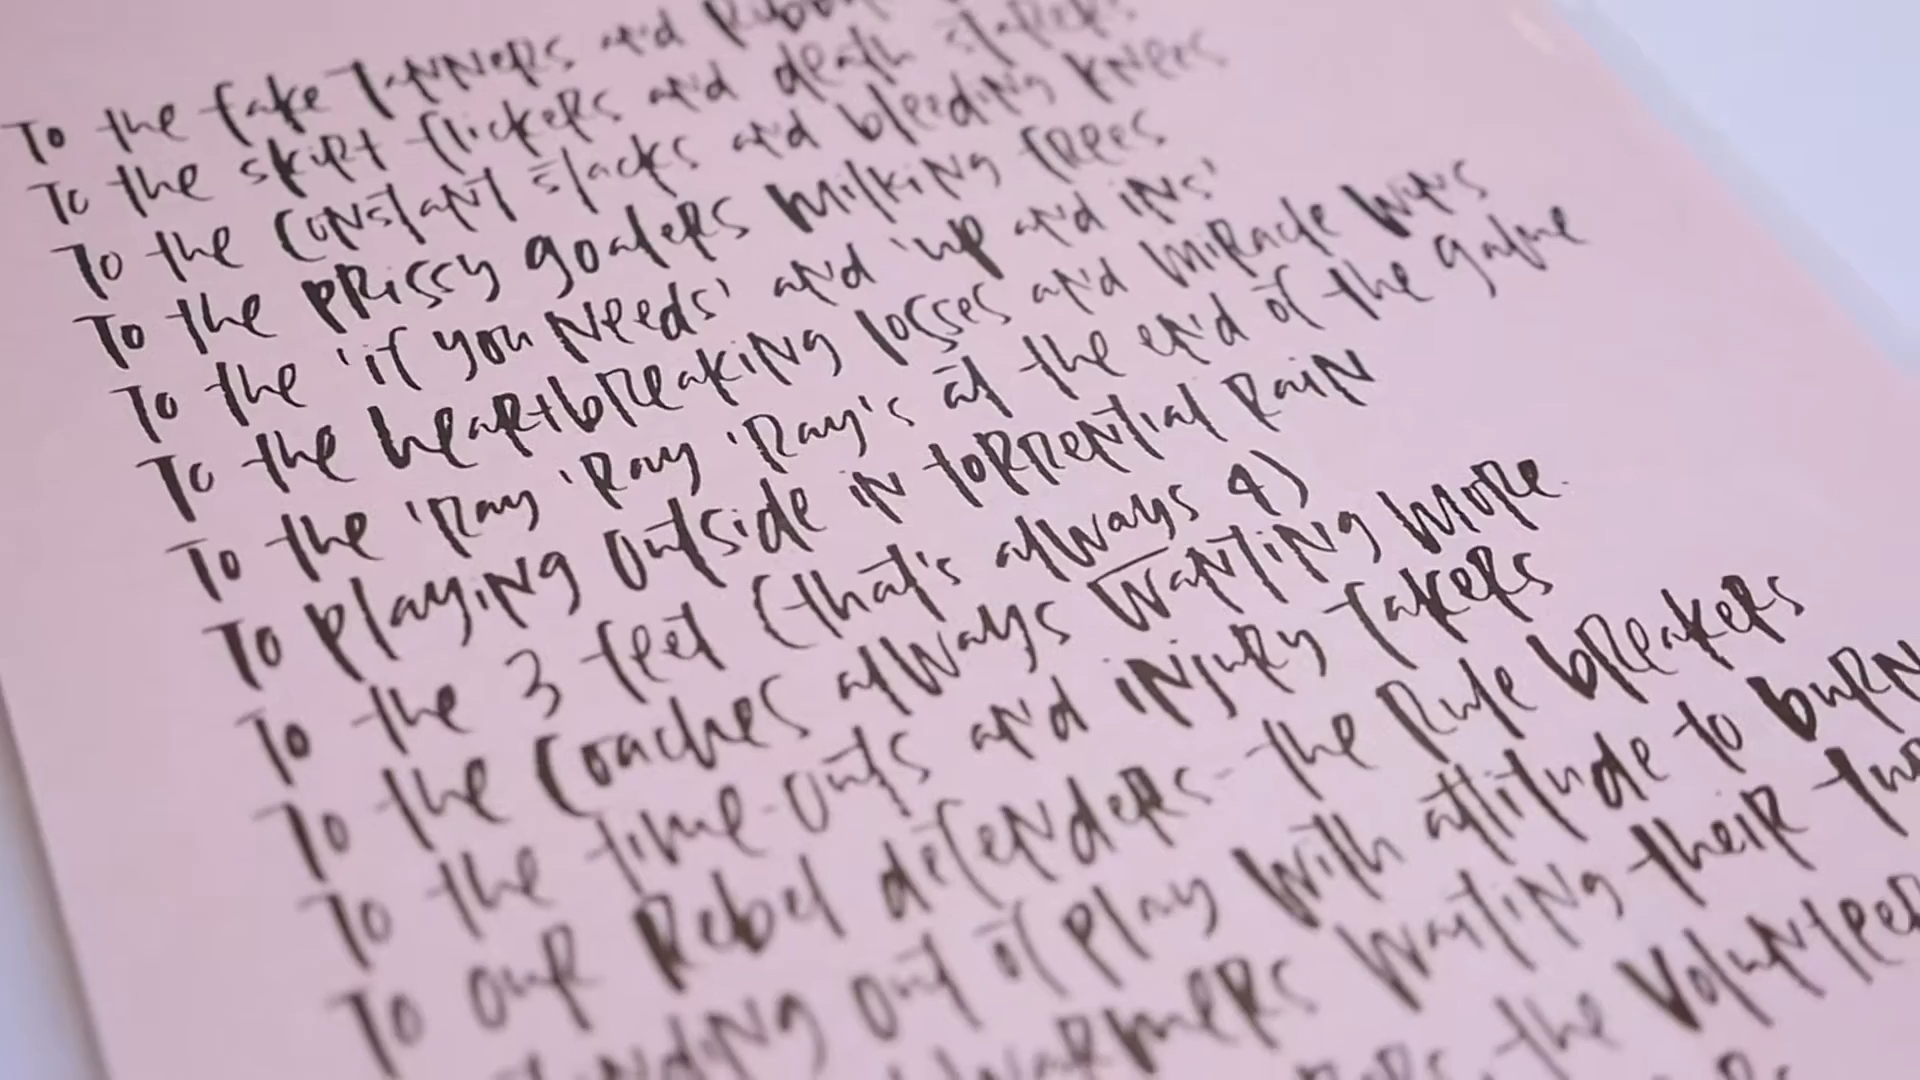 To the fake Tanners and
To the skirt flickers and death starers
To the Constant slacks and bleeding knees
To the prissy goalers milking frees
To the 'if you Needs' and 'up and ins'
To the heartbreaking losses and miracle wins
To the 'Ray 'Ray 'Ray's at the end of the game
To playing outside in torrential Rain
To the 3 feet (that's always 4)
To the Coaches always wanting more.
To the time-outs and injury takers
To our Rebel defenders - the Rule breakers
out of play with attitude to burn
warmers waiting their
the Volunteer